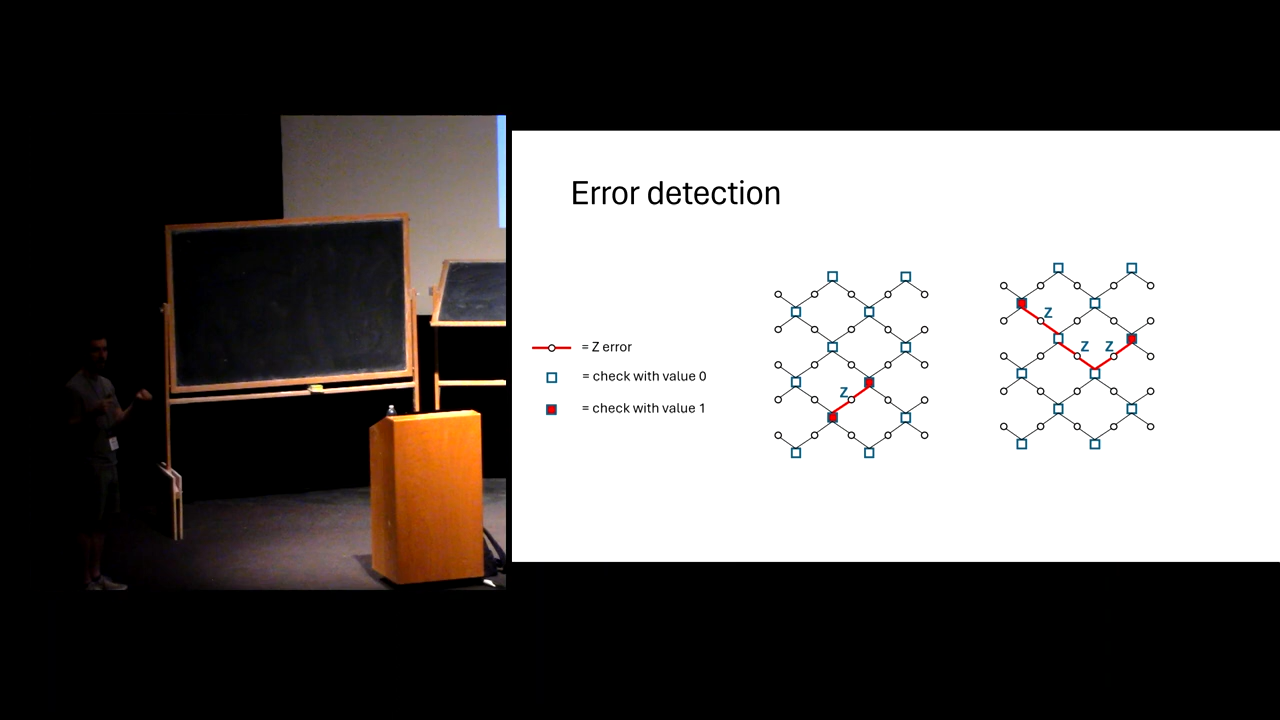 Error detection
= Z error
= check with value 0
= check with value 1
Z
Z
Z Z